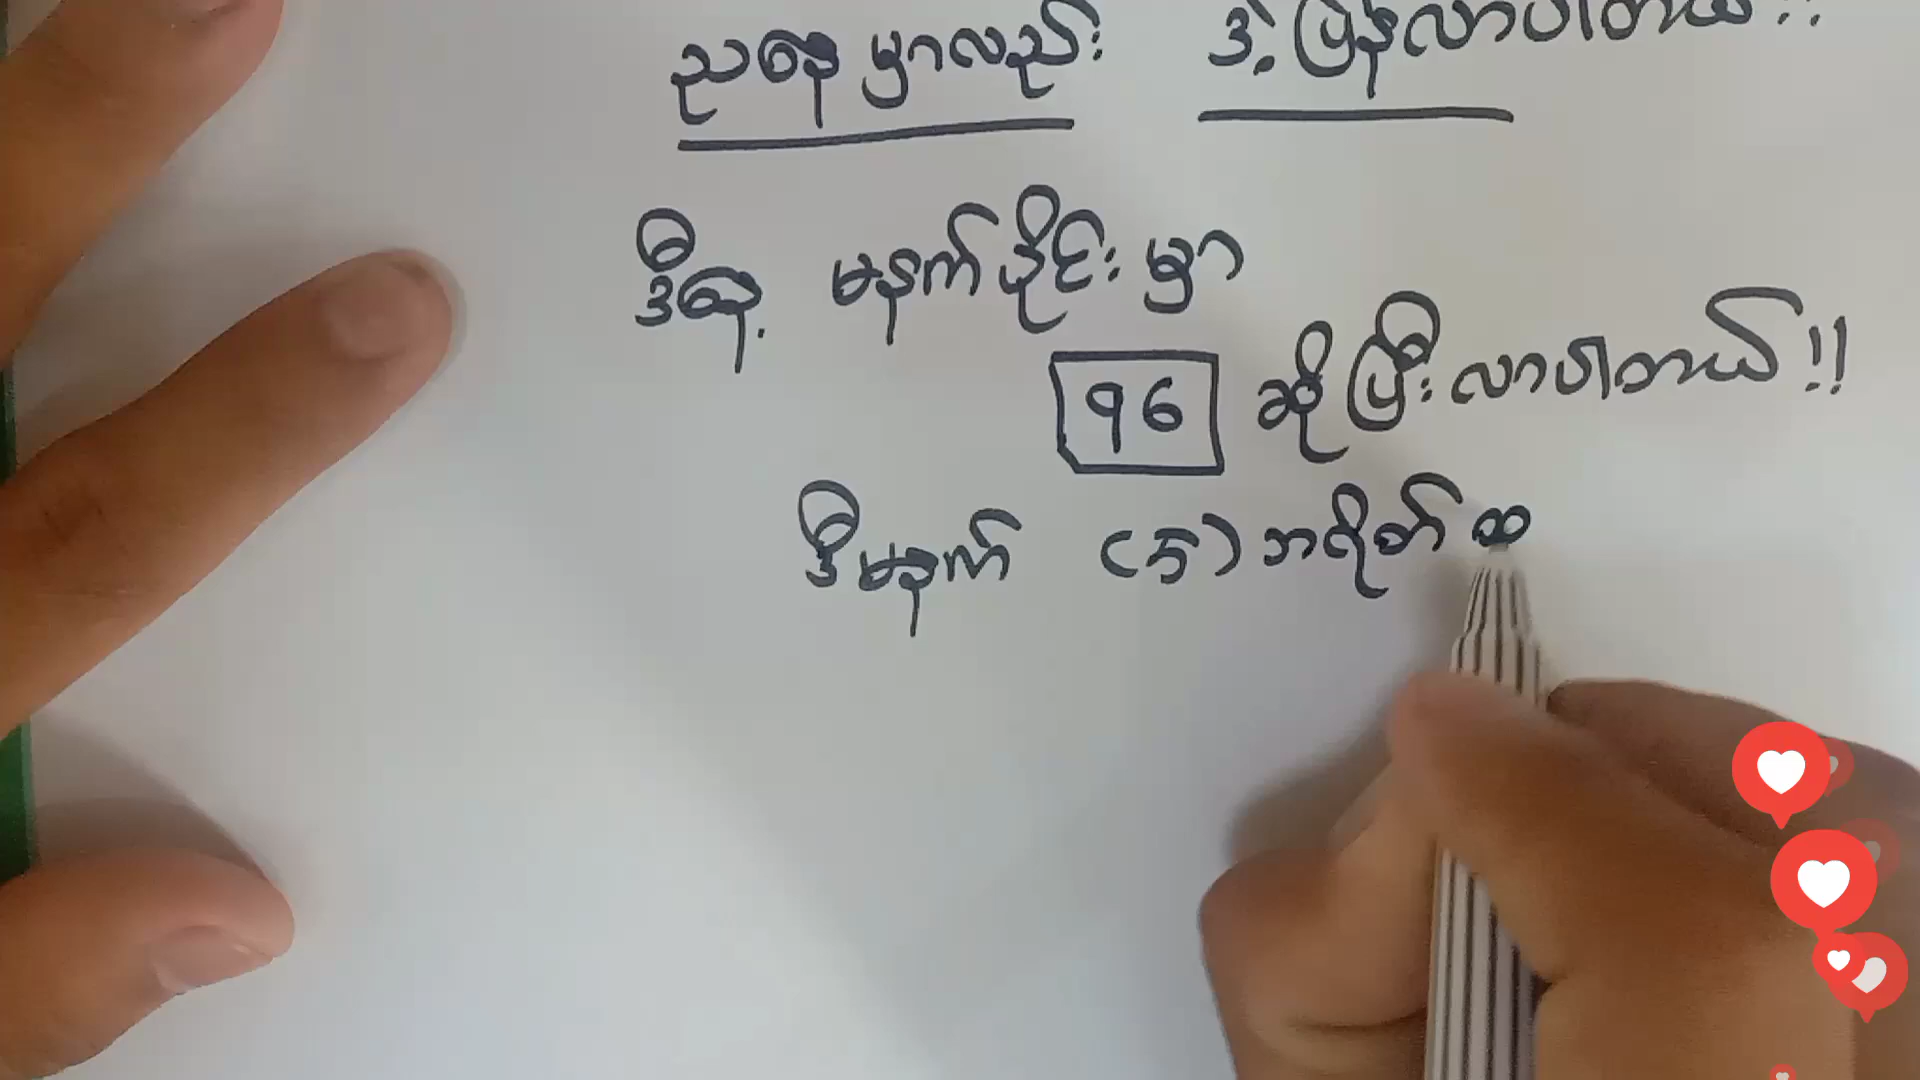 ညနေ မှာလည်း ဒဲ့ ပြန်လာပါတယ် !!
ဒီနေ့ မနက်ပိုင်း မှာ
96 ဆို ပြီး လာပါတယ် !!
ဒီမနက် (၅) ဘရိတ် ထ